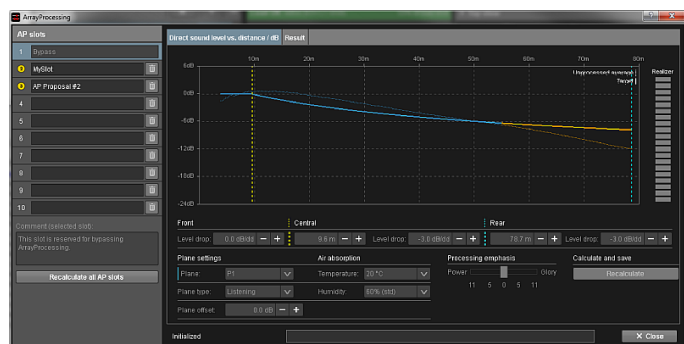 ArrayProcessing
AP slots
1 Bypass
MySlot
AP Proposal #2
4
5
6
7
8
9
10
Comment (selected slot):
This slot is reserved for bypassing
ArrayProcessing.
Recalculate all AP slots
Direct sound level vs. distance / dB Result
10m 20m 30m 40m 50m 60m 70m 80m
6dB
0dB
-6dB
-12dB
-18dB
-24dB
Unprocessed average |
Target |
Realizer
Front Central Rear
Level drop: 0.0 dB/dd - + 9.6 m - + Level drop: -3.0 dB/dd - + 78.7 m - + Level drop: -3.0 dB/dd - +
Plane settings Air absorption Processing emphasis Calculate and save
Plane: P1 Temperature: 20 °C Power Glory Recalculate
11 5 0 5 11
Plane type: Listening Humidity: 60% (std)
Plane offset: 0.0 dB - +
Initialized X Close